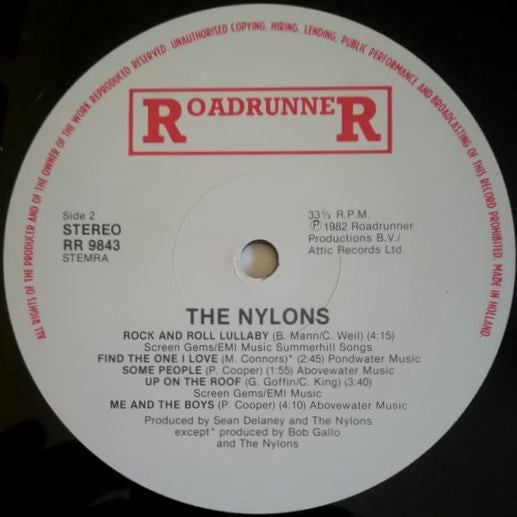 ALL RIGHTS OF THE PRODUCER AND OF THE OWNER OF THE WORK REPRODUCED RESERVED. UNAUTHORISED COPYING, HIRING, LENDING, PUBLIC PERFORMANCE AND BROADCASTING OF THIS RECORD PROHIBITED. MADE IN HOLLAND.
ROADRUNNER
Side 2
STEREO
RR 9843
STEMRA
33⅓ R.P.M.
℗ 1982 Roadrunner
Productions B.V./
Attic Records Ltd.
THE NYLONS
ROCK AND ROLL LULLABY (B. Mann/C. Weil) (4:15)
Screen Gems/EMI Music Summerhill Songs
FIND THE ONE I LOVE (M. Connors)* (2:45) Pondwater Music
SOME PEOPLE (P. Cooper) (1:55) Abovewater Music
UP ON THE ROOF (G. Goffin/C. King) (3:40)
Screen Gems/EMI Music
ME AND THE BOYS (P. Cooper) (4:10) Abovewater Music
Produced by Sean Delaney and The Nylons
except* produced by Bob Gallo
and The Nylons